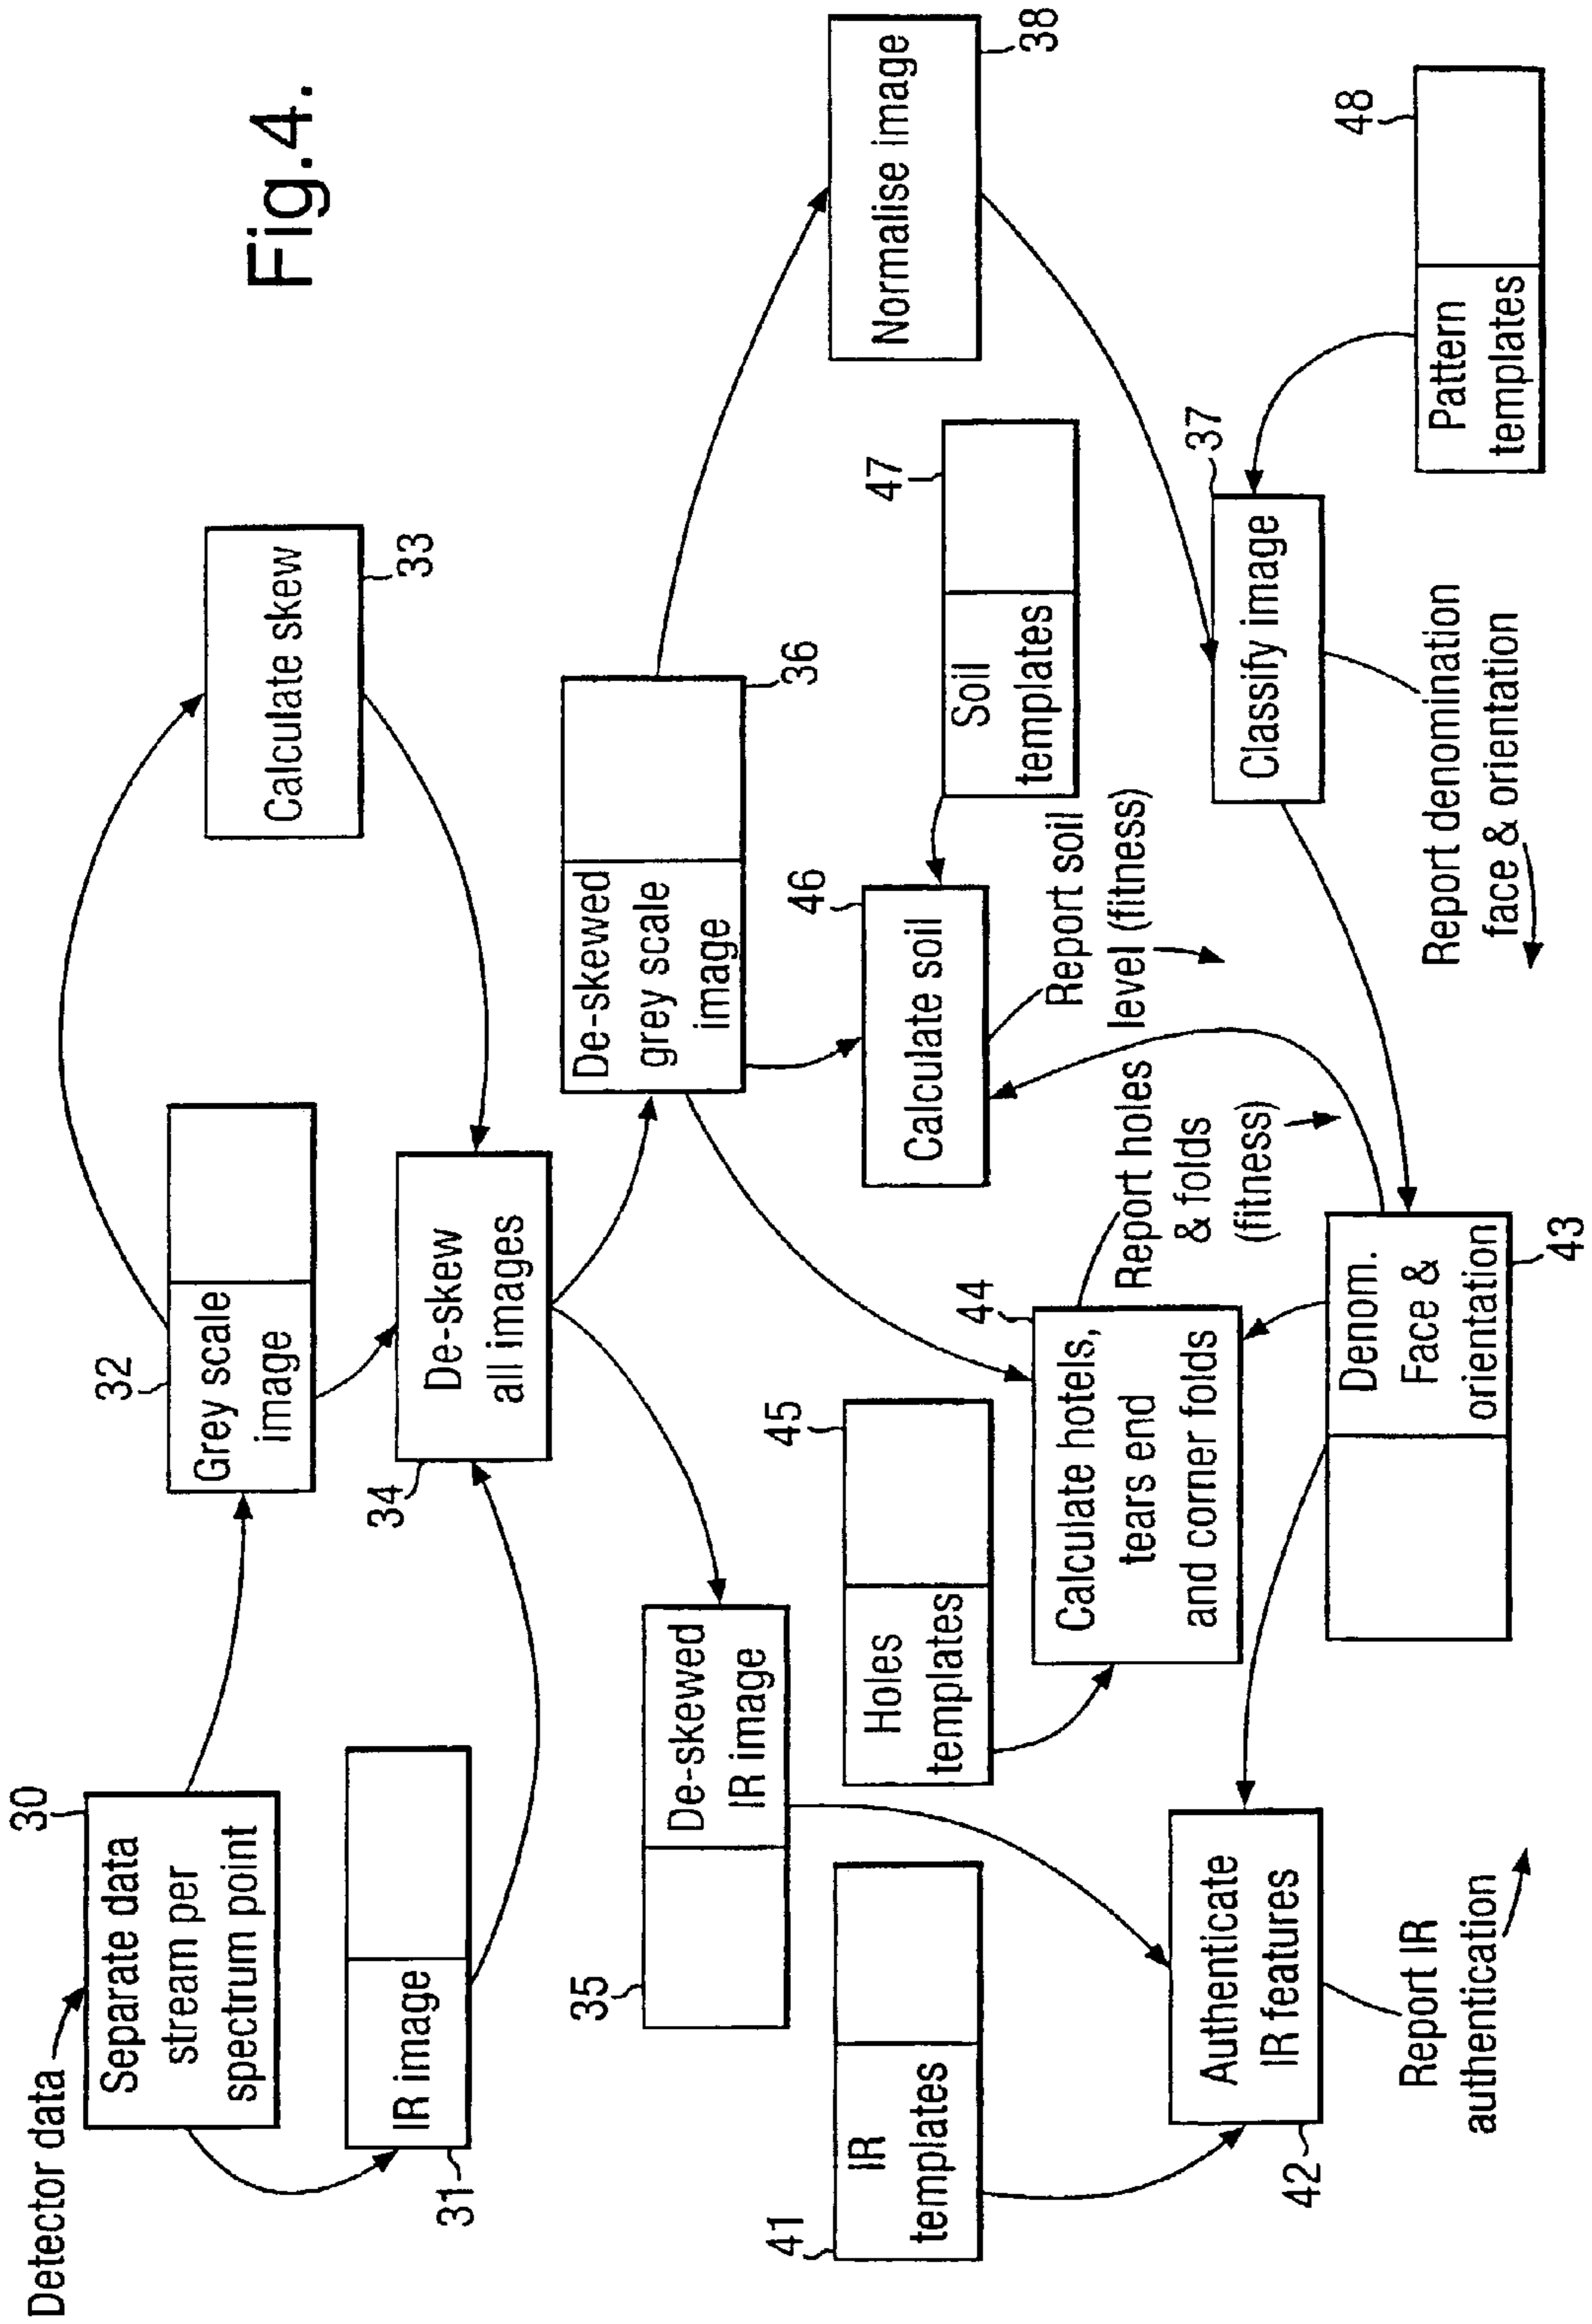 Fig.4.
Detector data
30
Separate data
stream per
spectrum point
32
Grey scale
image
Calculate skew
33
IR image
31
34
De-skew
all images
35
De-skewed
IR image
De-skewed
grey scale
image
36
Normalise image
38
41
IR
templates
45
Holes
templates
46
Calculate soil
47
Soil
templates
Report soil
level (fitness)
44
Calculate hotels,
tears end
and corner folds
Report holes
& folds
(fitness)
37
Classify image
48
Pattern
templates
42
Authenticate
IR features
Denom.
Face &
orientation
43
Report IR
authentication
Report denomination
face & orientation